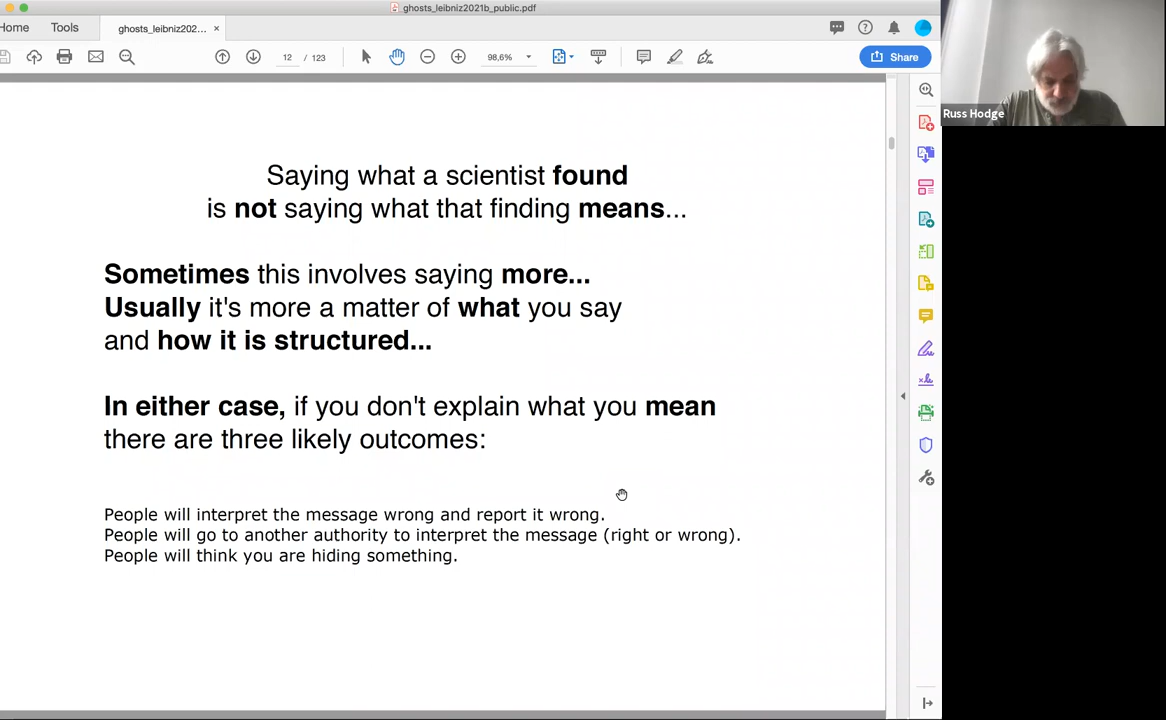 ghosts_leibniz2021b_public.pdf
Home
Tools
ghosts_leibniz202...
12 / 123
98,6%
Share
Russ Hodge
Saying what a scientist found
is not saying what that finding means...
Sometimes this involves saying more...
Usually it's more a matter of what you say
and how it is structured...
In either case, if you don't explain what you mean
there are three likely outcomes:
People will interpret the message wrong and report it wrong.
People will go to another authority to interpret the message (right or wrong).
People will think you are hiding something.